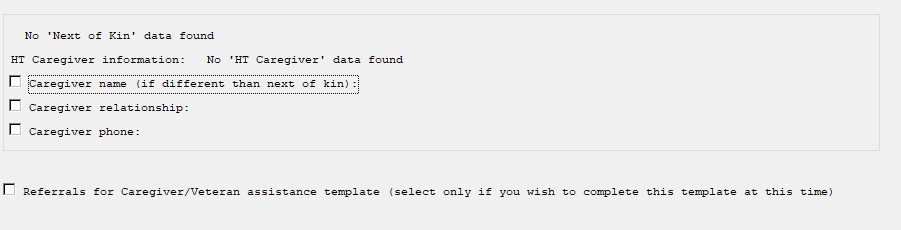 No 'Next of Kin' data found
HT Caregiver information:   No 'HT Caregiver' data found
Caregiver name (if different than next of kin):
Caregiver relationship:
Caregiver phone:
Referrals for Caregiver/Veteran assistance template (select only if you wish to complete this template at this time)